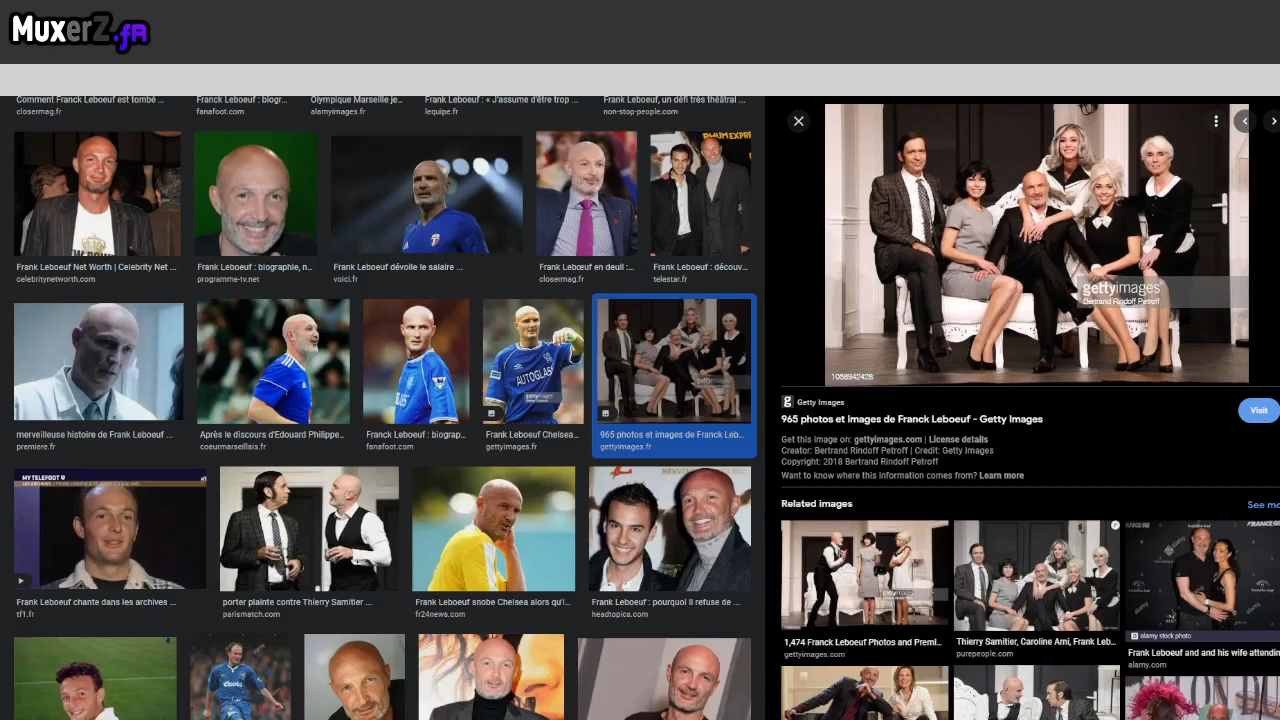 MuxerZ.fR
Comment Franck Leboeuf est tombé ...
closermag.fr
Franck Leboeuf : biogr...
fanafoot.com
Olympique Marseille je...
alamyimages.fr
Frank Leboeuf : « J'assume d'être trop ...
lequipe.fr
Frank Leboeuf, un défi très théâtral ...
non-stop-people.com
Frank Leboeuf Net Worth | Celebrity Net ...
celebritynetworth.com
Frank Leboeuf : biographie, n...
programme-tv.net
Frank Leboeuf dévoile le salaire ...
voici.fr
Frank Lebœuf en deuil :...
closermag.fr
Frank Leboeuf : découv...
telestar.fr
merveilleuse histoire de Frank Leboeuf ...
premiere.fr
Après le discours d'Edouard Philippe...
coeurmarseillais.fr
Franck Leboeuf : biograp...
fanafoot.com
AUTOGLASS
gettyimages
Frank Leboeuf Chelsea...
gettyimages.fr
965 photos et images de Franck Leb...
gettyimages.fr
MY TELEFOOT
Frank Leboeuf chante dans les archives ...
tf1.fr
porter plainte contre Thierry Samitier ...
parismatch.com
Frank Leboeuf snobe Chelsea alors qu'i...
fr24news.com
Frank Leboeuf : pourquoi il refuse de ...
headtopics.com
Coors
gettyimages
Bertrand Rindoff Petroff
1058942428
Getty Images
965 photos et images de Franck Leboeuf - Getty Images
Visit
Get this image on: gettyimages.com | License details
Creator: Bertrand Rindoff Petroff | Credit: Getty Images
Copyright: 2018 Bertrand Rindoff Petroff
Want to know where this information comes from? Learn more
Related images
See mo
1,474 Franck Leboeuf Photos and Premi...
gettyimages.com
Thierry Samitier, Caroline Ami, Frank Leb...
purepeople.com
alamy stock photo
Frank Leboeuf and and his wife attendin
alamy.com